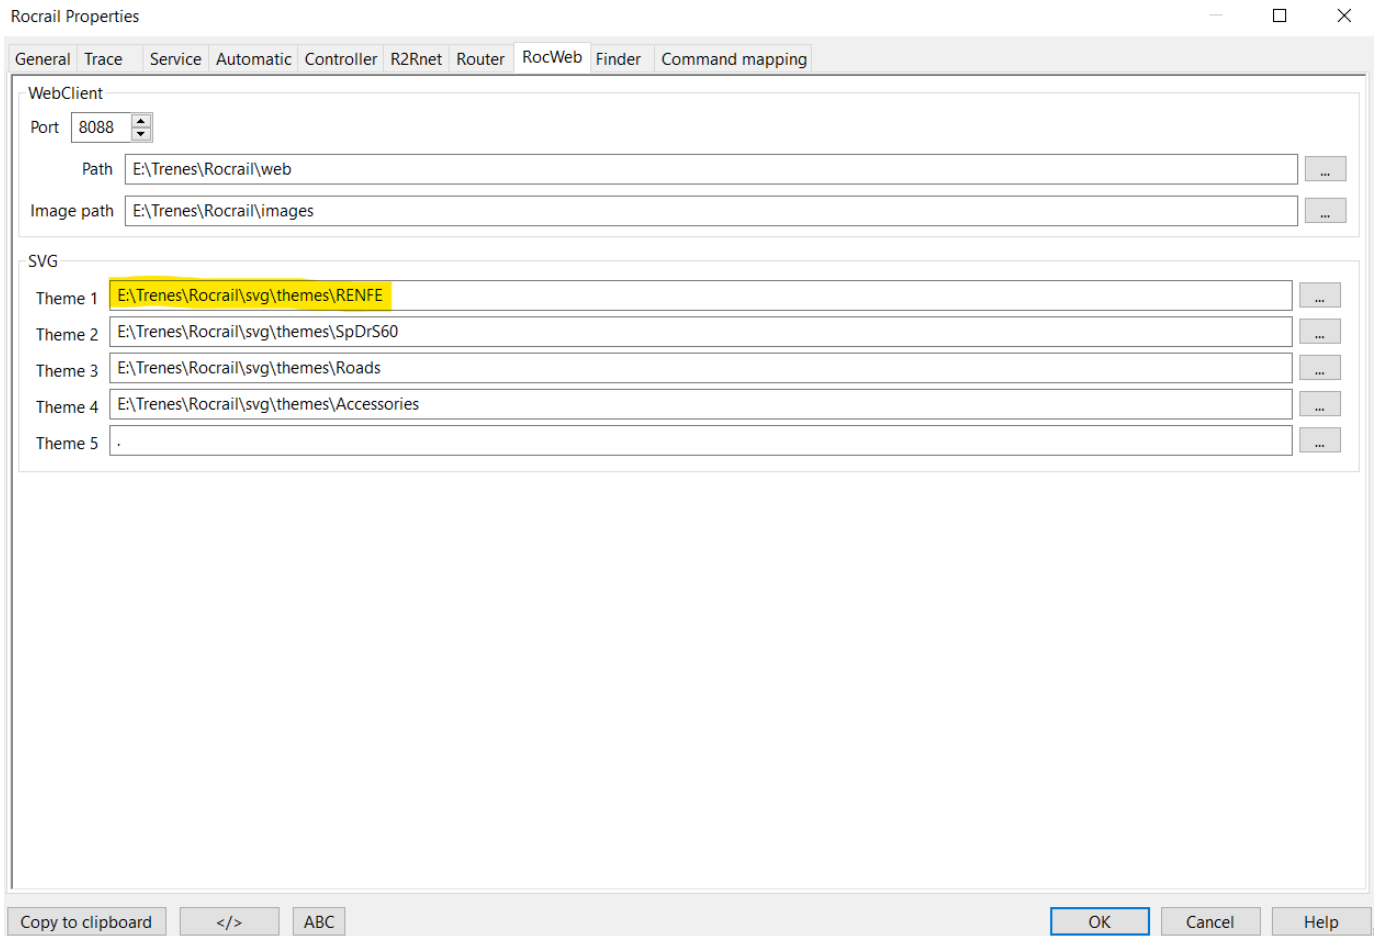 Rocrail Properties
General Trace Service Automatic Controller R2Rnet Router RocWeb Finder Command mapping
WebClient
Port 8088
Path E:\Trenes\Rocrail\web ...
Image path E:\Trenes\Rocrail\images ...
SVG
Theme 1 E:\Trenes\Rocrail\svg\themes\RENFE ...
Theme 2 E:\Trenes\Rocrail\svg\themes\SpDrS60 ...
Theme 3 E:\Trenes\Rocrail\svg\themes\Roads ...
Theme 4 E:\Trenes\Rocrail\svg\themes\Accessories ...
Theme 5 . ...
Copy to clipboard </> ABC OK Cancel Help